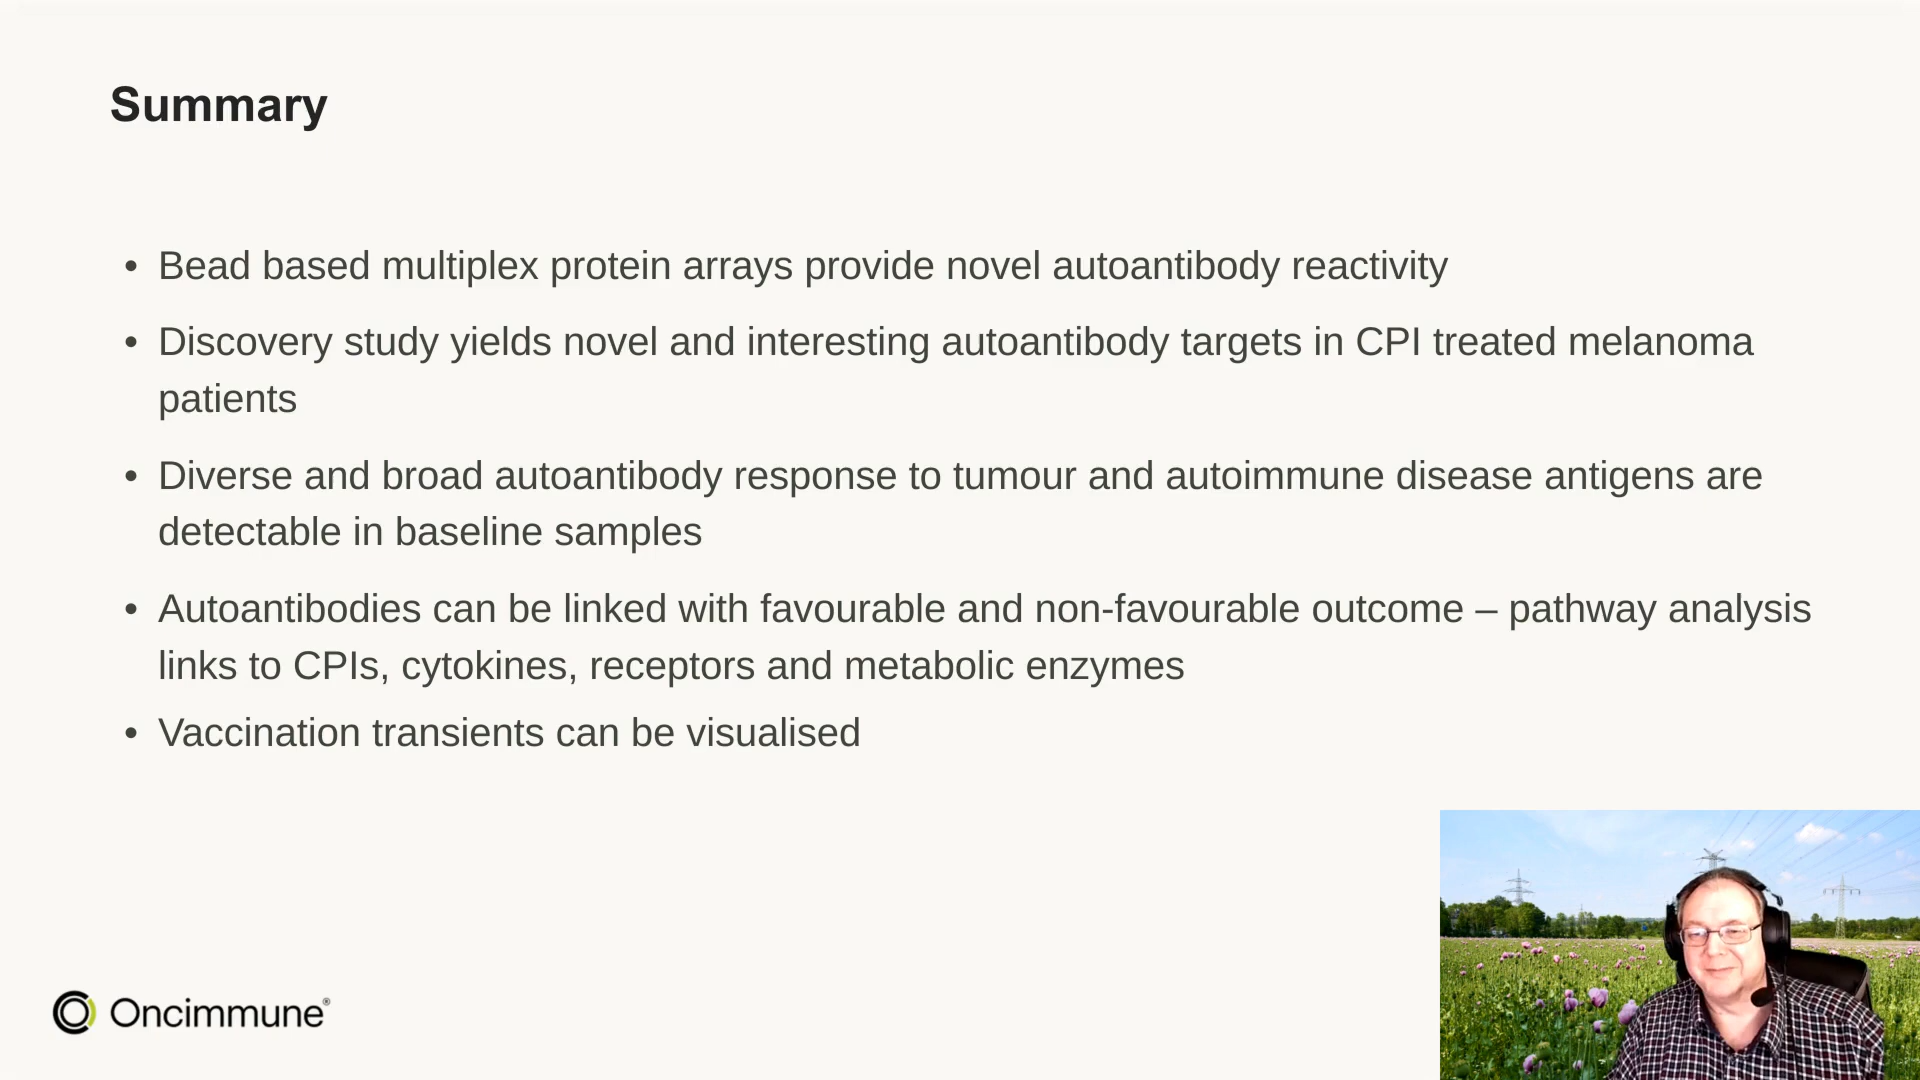 Summary
• Bead based multiplex protein arrays provide novel autoantibody reactivity
• Discovery study yields novel and interesting autoantibody targets in CPI treated melanoma
patients
• Diverse and broad autoantibody response to tumour and autoimmune disease antigens are
detectable in baseline samples
• Autoantibodies can be linked with favourable and non-favourable outcome – pathway analysis
links to CPIs, cytokines, receptors and metabolic enzymes
• Vaccination transients can be visualised
Oncimmune®